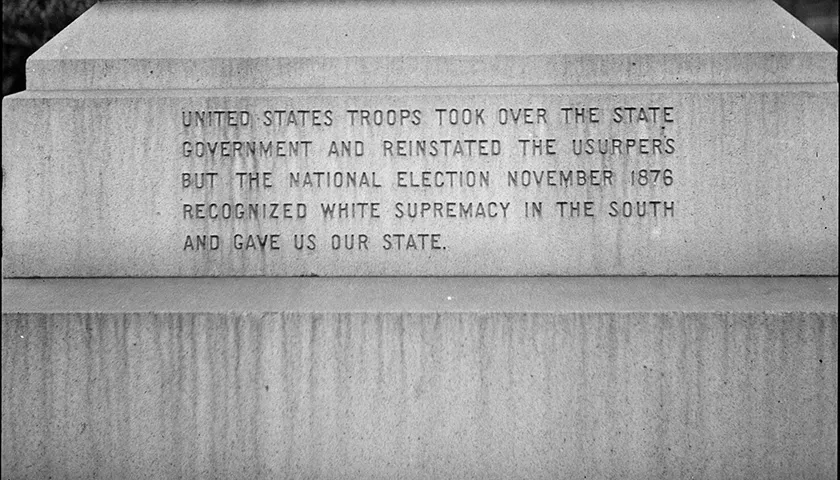 UNITED STATES TROOPS TOOK OVER THE STATE
GOVERNMENT AND REINSTATED THE USURPERS
BUT THE NATIONAL ELECTION NOVEMBER 1876
RECOGNIZED WHITE SUPREMACY IN THE SOUTH
AND GAVE US OUR STATE.